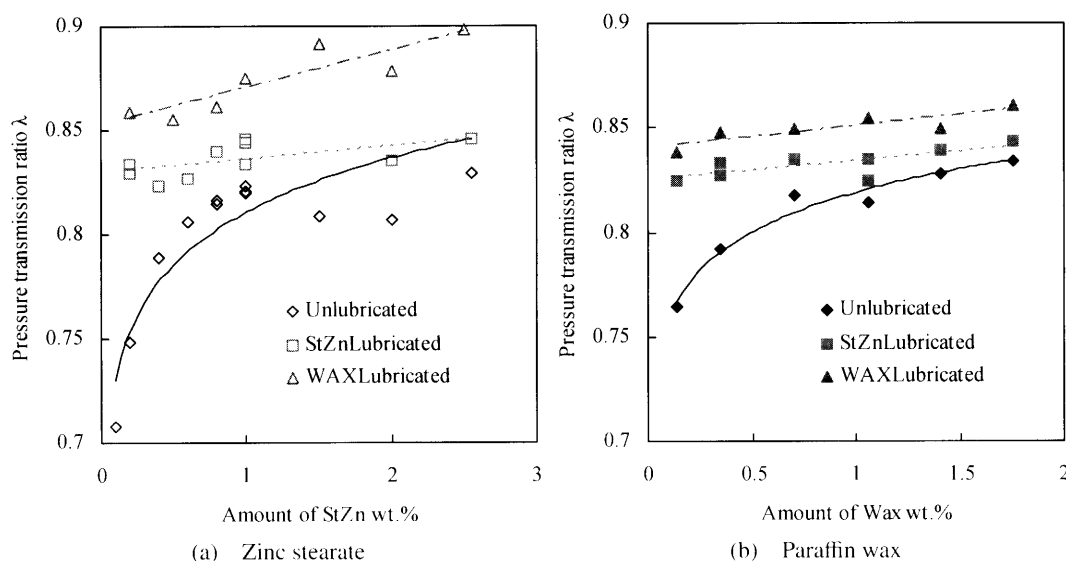 0.9
0.85
0.8
0.75
0.7
Pressure transmission ratio λ
Unlubricated
StZnLubricated
WAXLubricated
0 1 2 3
Amount of StZn wt.%
(a) Zinc stearate
0.9
0.85
0.8
0.75
0.7
Pressure transmission ratio λ
Unlubricated
StZnLubricated
WAXLubricated
0 0.5 1 1.5 2
Amount of Wax wt.%
(b) Paraffin wax